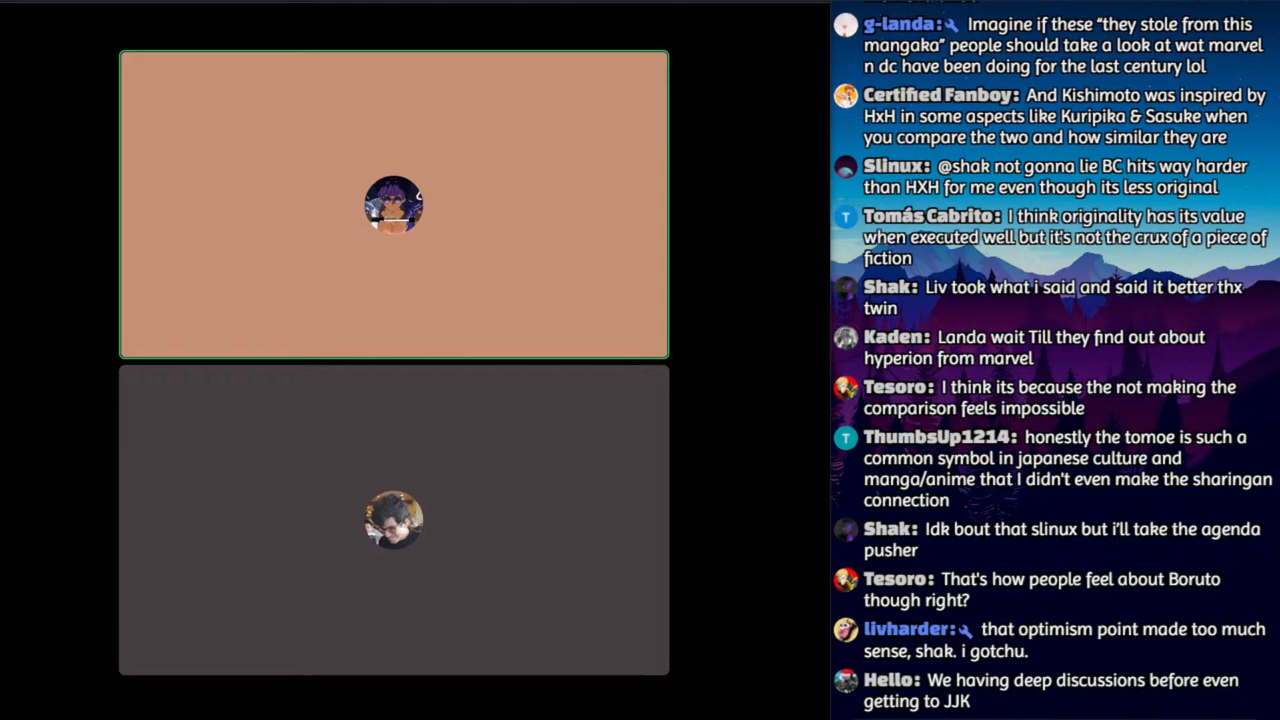 g-landa: Imagine if these “they stole from this
mangaka” people should take a look at wat marvel
n dc have been doing for the last century lol
Certified Fanboy: And Kishimoto was inspired by
HxH in some aspects like Kuripika & Sasuke when
you compare the two and how similar they are
Slinux: @shak not gonna lie BC hits way harder
than HXH for me even though its less original
T
Tomás Cabrito: I think originality has its value
when executed well but it's not the crux of a piece of
fiction
Shak: Liv took what i said and said it better thx
twin
Kaden: Landa wait Till they find out about
hyperion from marvel
Tesoro: I think its because the not making the
comparison feels impossible
T
ThumbsUp1214: honestly the tomoe is such a
common symbol in japanese culture and
manga/anime that I didn't even make the sharingan
connection
Shak: Idk bout that slinux but i’ll take the agenda
pusher
Tesoro: That's how people feel about Boruto
though right?
livharder: that optimism point made too much
sense, shak. i gotchu.
Hello: We having deep discussions before even
getting to JJK